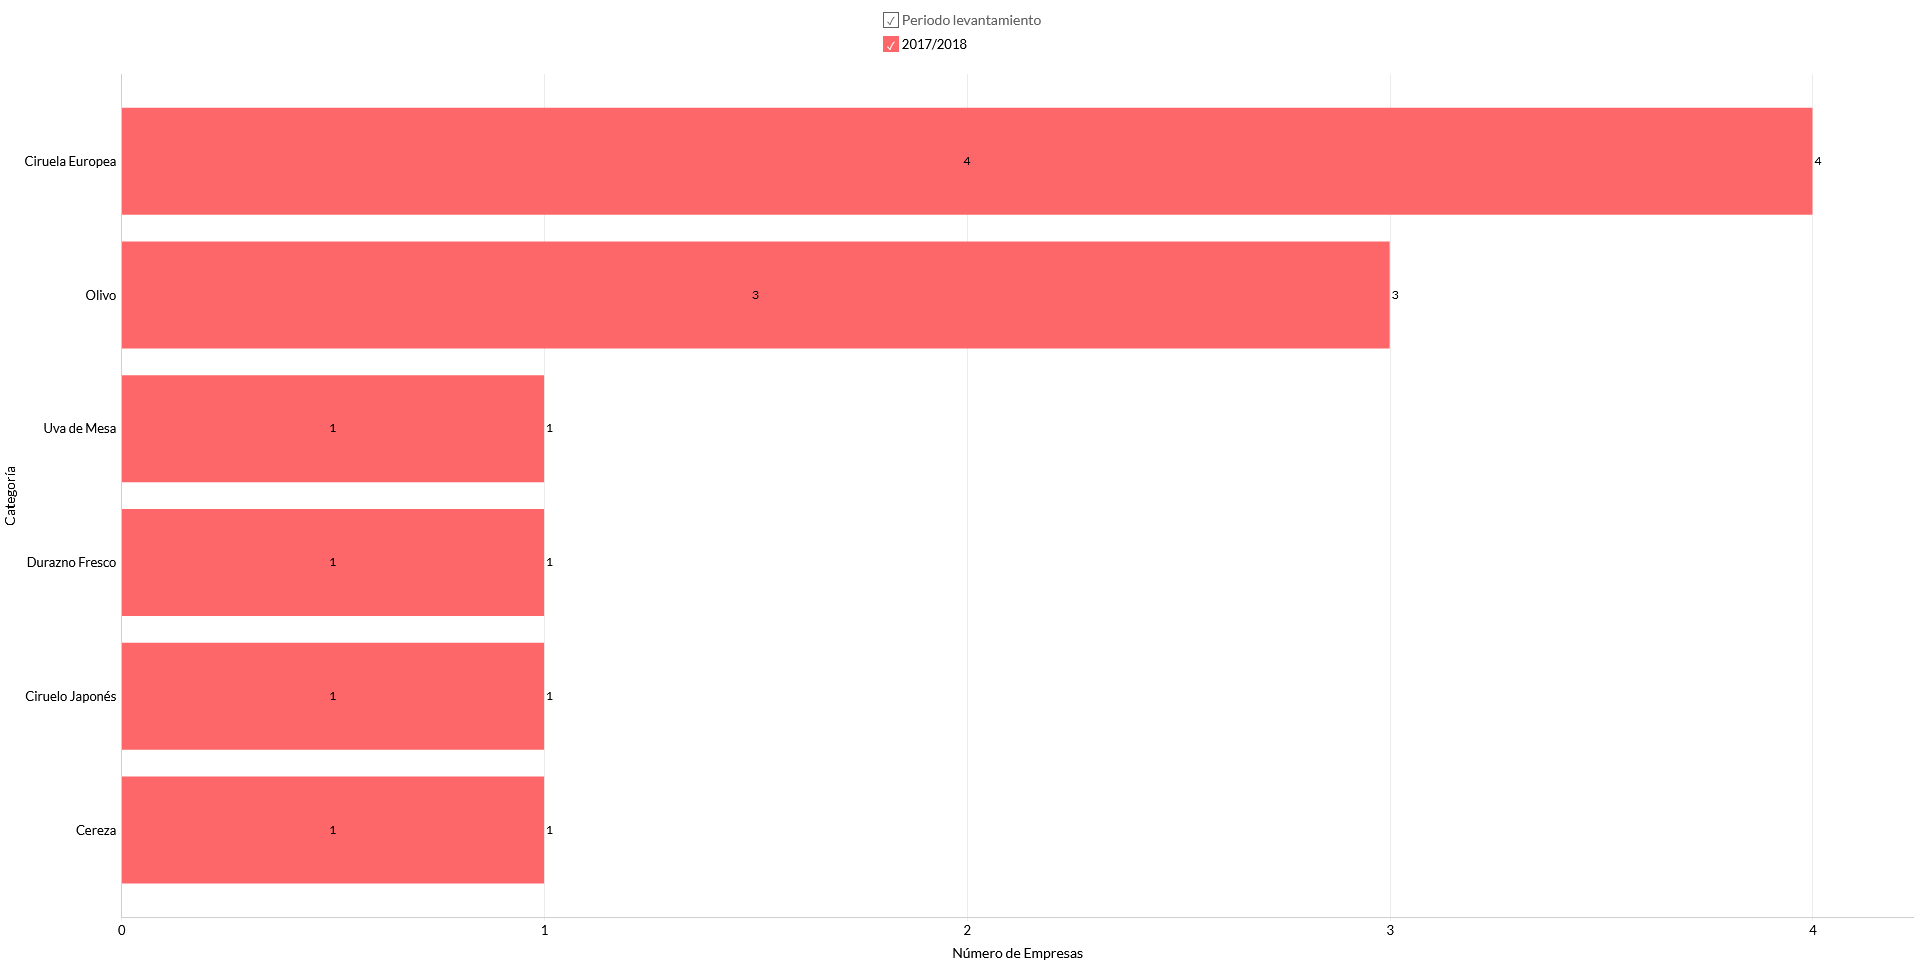 Periodo levantamiento
2017/2018
Categoría
Ciruela Europea
4
4
Olivo
3
3
Uva de Mesa
1
1
Durazno Fresco
1
1
Ciruelo Japonés
1
1
Cereza
1
1
0
1
2
3
4
Número de Empresas